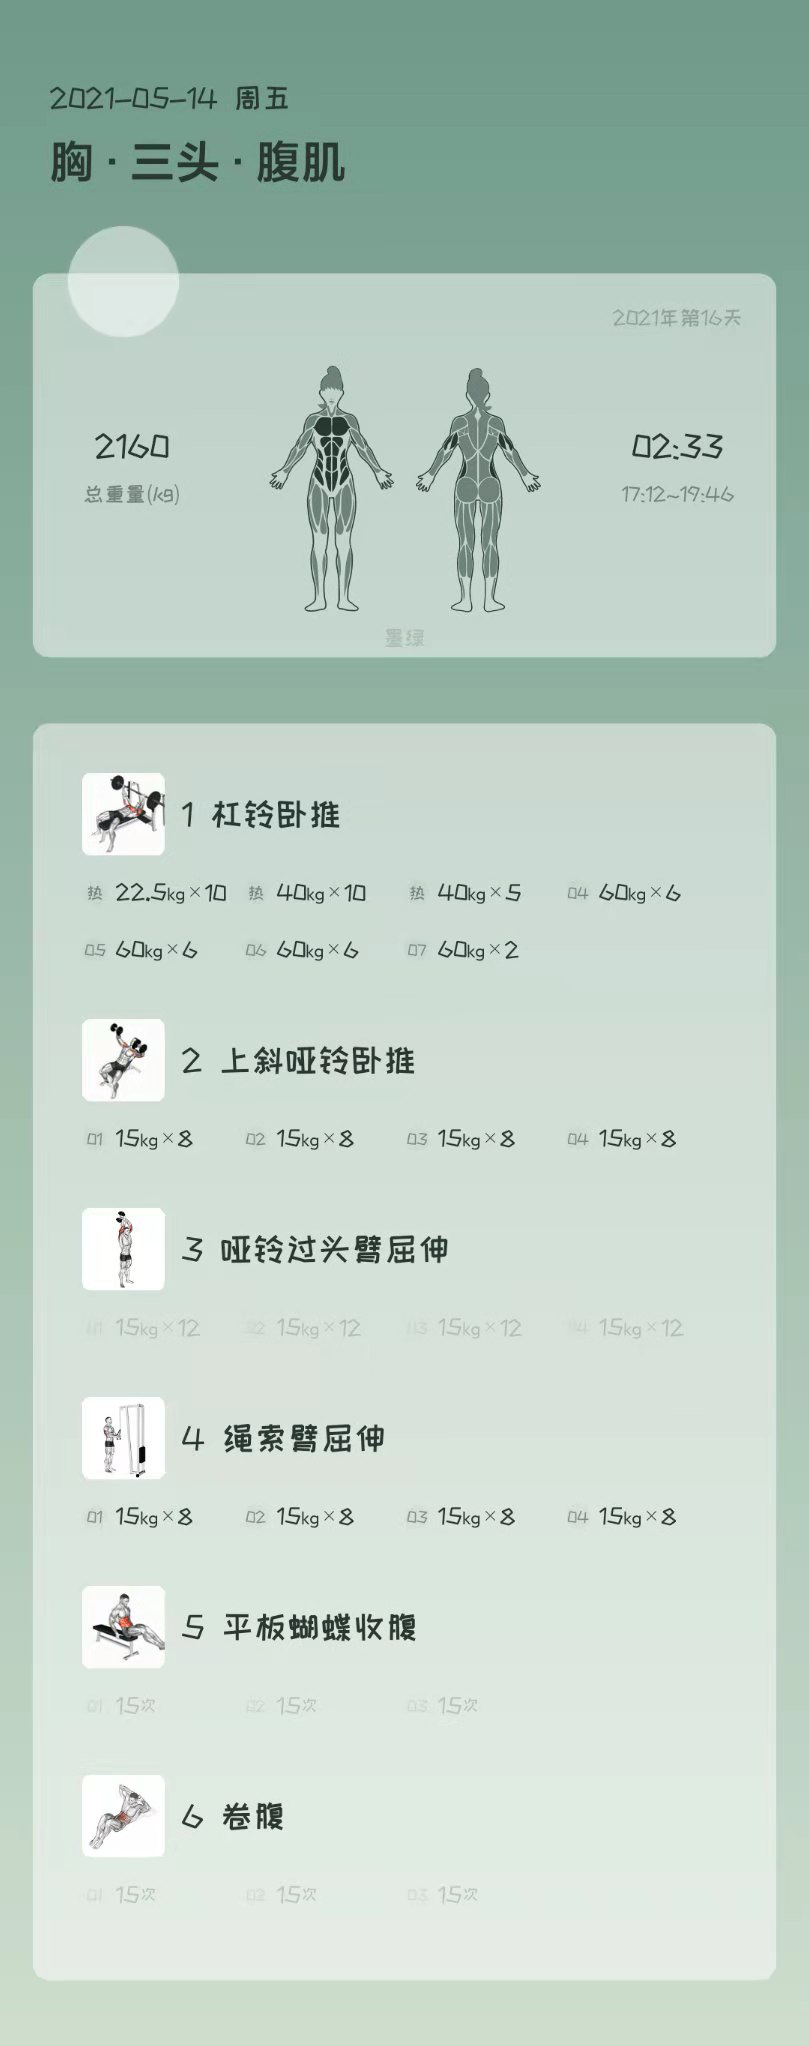 2021-05-14 周五
胸·三头·腹肌
2021年第16天
2160
总重量(kg)
02:33
17:12~19:46
墨绿
1 杠铃卧推
热 22.5kg×10 热 40kg×10 热 40kg×5 04 60kg×6
05 60kg×6 06 60kg×6 07 60kg×2
2 上斜哑铃卧推
01 15kg×8 02 15kg×8 03 15kg×8 04 15kg×8
3 哑铃过头臂屈伸
01 15kg×12 02 15kg×12 03 15kg×12 04 15kg×12
4 绳索臂屈伸
01 15kg×8 02 15kg×8 03 15kg×8 04 15kg×8
5 平板蝴蝶收腹
01 15次 02 15次 03 15次
6 卷腹
01 15次 02 15次 03 15次